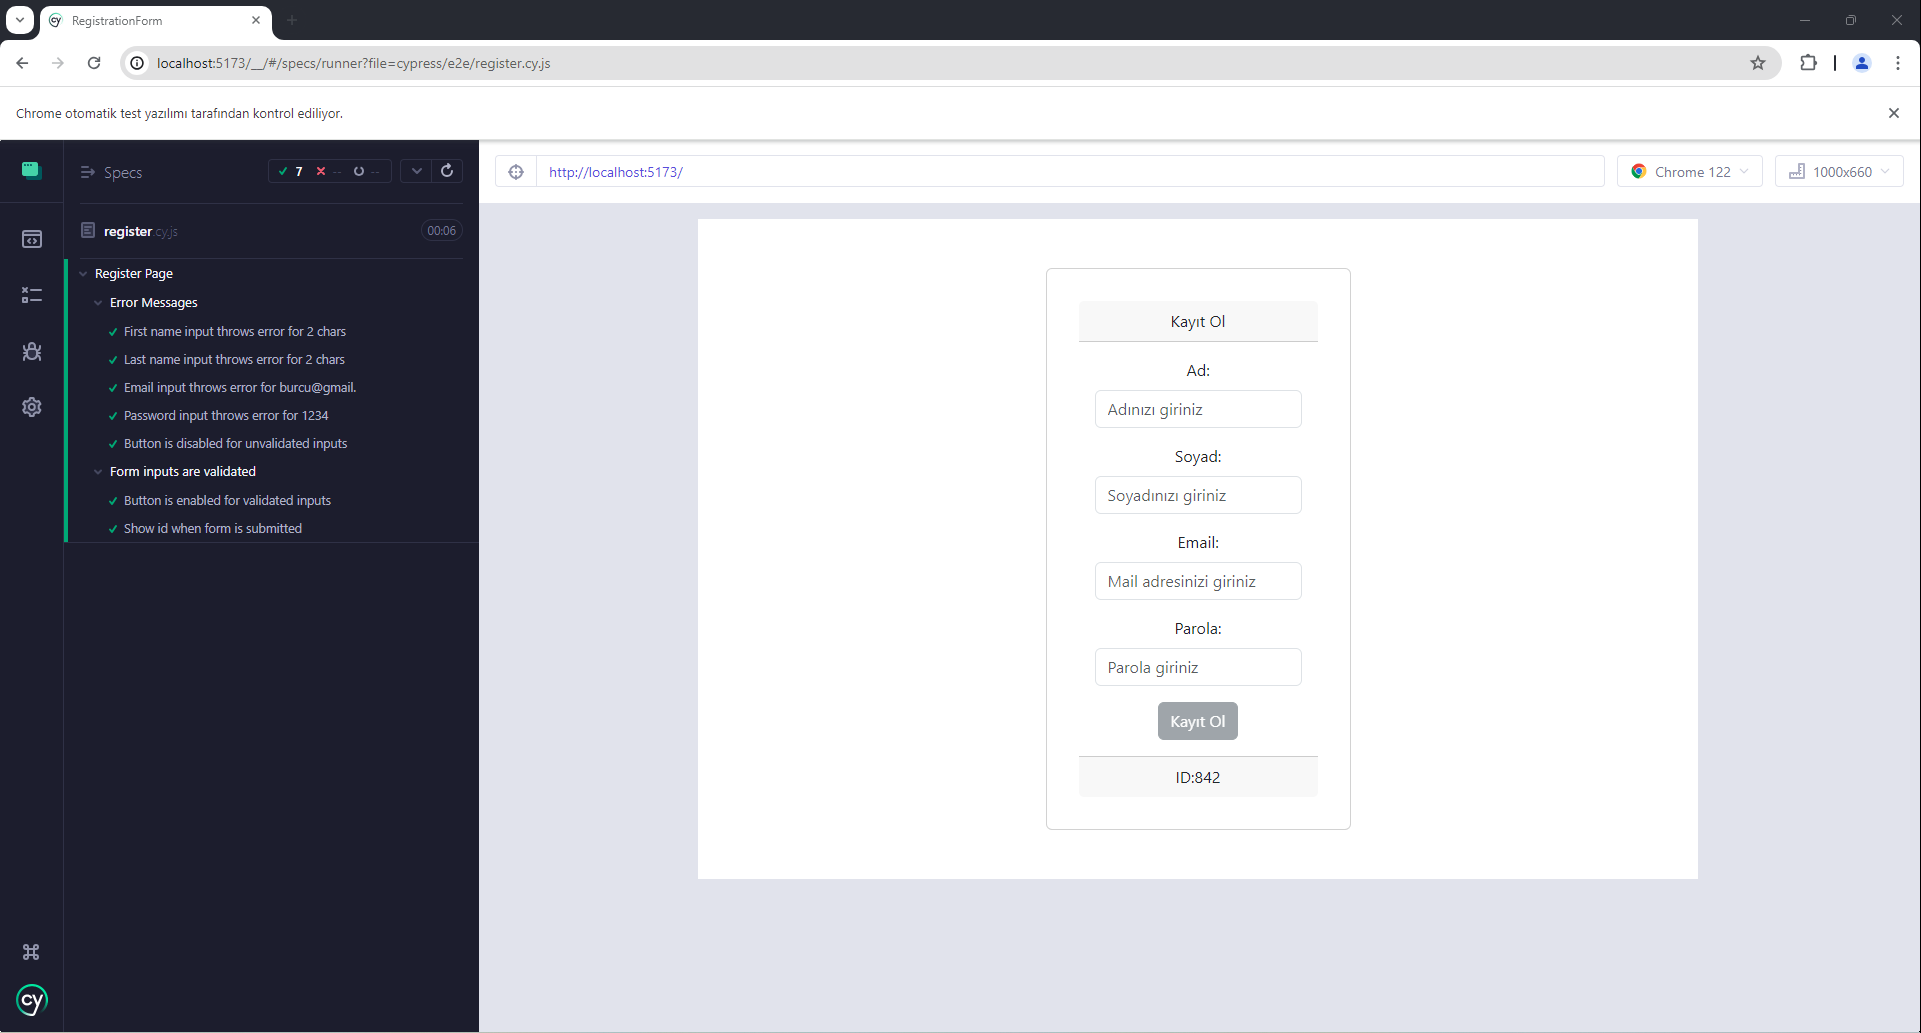 RegistrationForm
localhost:5173/__/#/specs/runner?file=cypress/e2e/register.cy.js
Chrome otomatik test yazılımı tarafından kontrol ediliyor.
Specs
7 -- --
http://localhost:5173/
Chrome 122
1000x660
register.cy.js
00:06
Register Page
Error Messages
First name input throws error for 2 chars
Last name input throws error for 2 chars
Email input throws error for burcu@gmail.
Password input throws error for 1234
Button is disabled for unvalidated inputs
Form inputs are validated
Button is enabled for validated inputs
Show id when form is submitted
cy
Kayıt Ol
Ad:
Adınızı giriniz
Soyad:
Soyadınızı giriniz
Email:
Mail adresinizi giriniz
Parola:
Parola giriniz
Kayıt Ol
ID:842